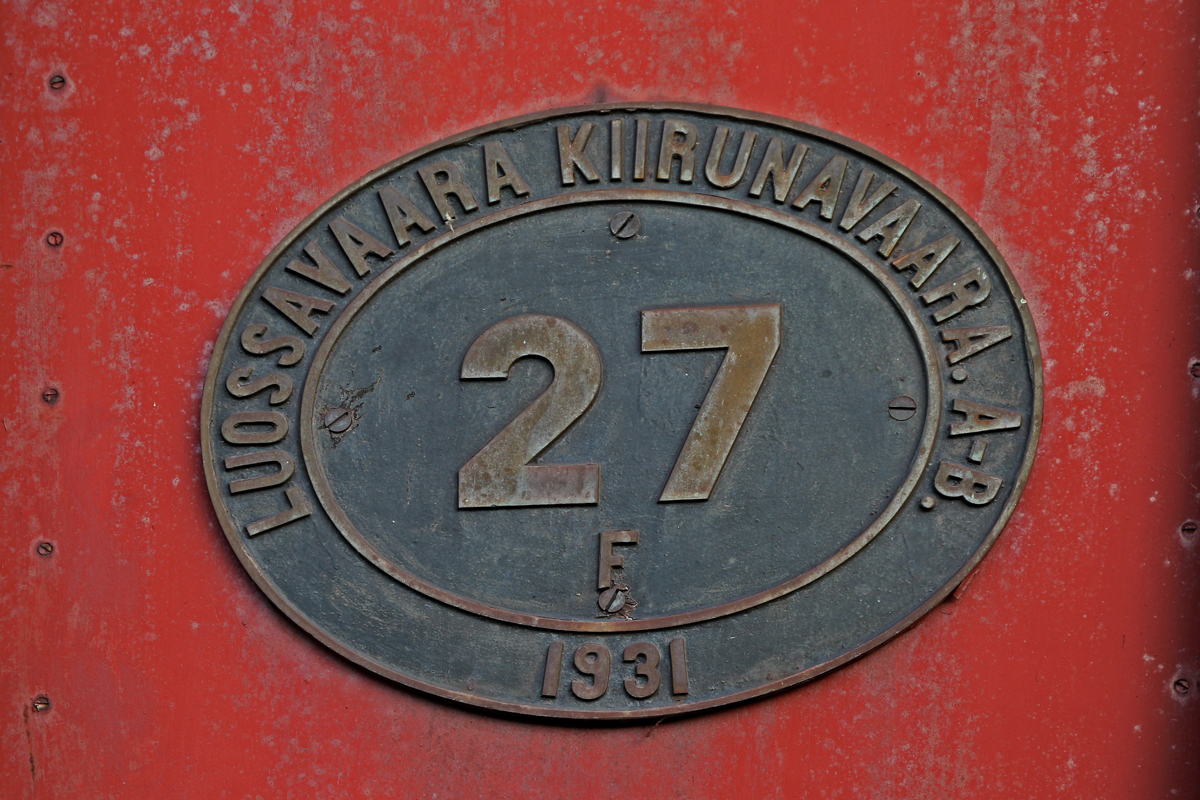 LUOSSAVAARA KIIRUNAVAARA. A-B.
27
F
1931